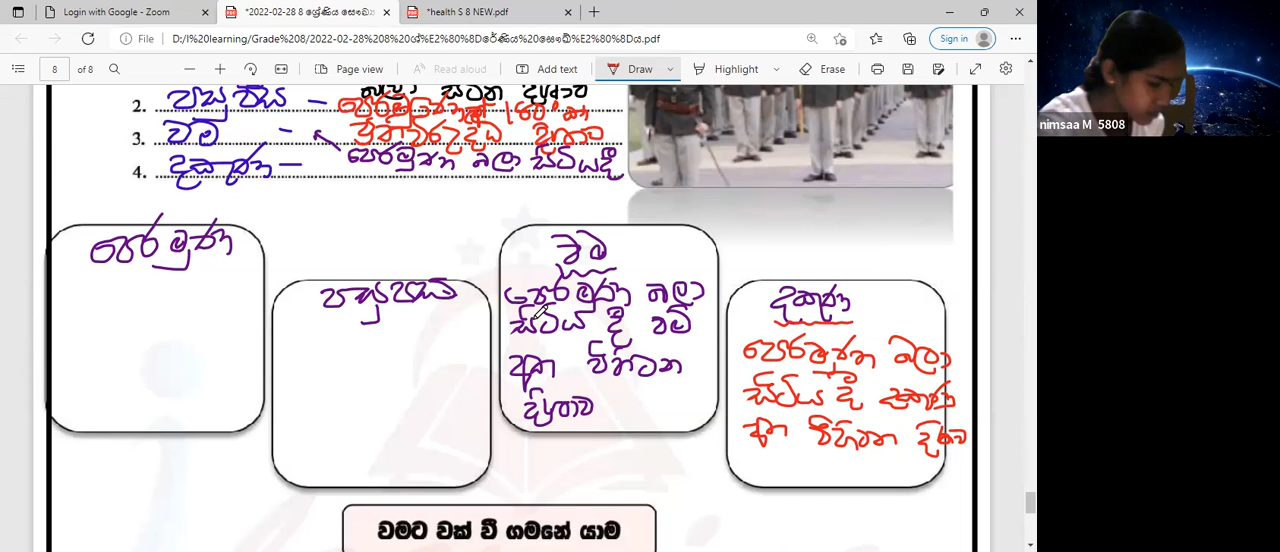 Login with Google - Zoom
*2022-02-28 8 ශ්‍රේණිය සෞඛ්‍ය
*health S 8 NEW.pdf
File
D:/I%20learning/Grade%208/2022-02-28%208%20ශ්%E2%80%8Dරේණිය%20සෞඛ්%E2%80%8Dය.pdf
Sign in
8 of 8
Page view
Read aloud
Add text
Draw
Highlight
Erase
nimsaa M 5808
සිටින දිශාව
2. පසුපස –
3. වම – විරුද්ධ දිශාව
4. දකුණ – පෙරමුණ බලා සිටියදී
පෙරමුණ
පසුපස
වම
පෙරමුණ බලා
සිටිය දී වම්
අත පිහිටන
දිශාව
දකුණ
පෙරමුණ බලා
සිටිය දී දකුණු
අත පිහිටන දිශාව
වමට වක් වී ගමනේ යාම